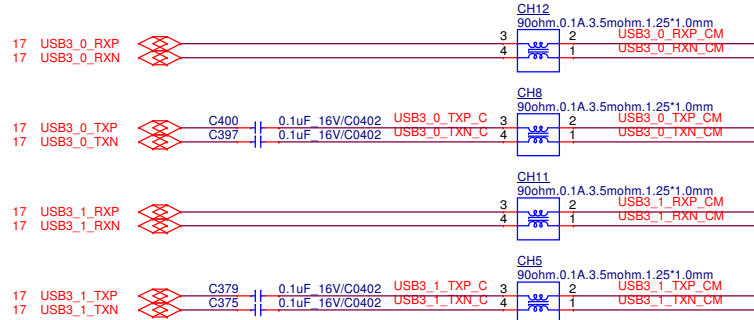 CH12
90ohm.0.1A.3.5mohm.1.25*1.0mm
17 USB3_0_RXP 3 2 USB3_0_RXP_CM
17 USB3_0_RXN 4 1 USB3_0_RXN_CM
CH8
90ohm.0.1A.3.5mohm.1.25*1.0mm
17 USB3_0_TXP C400 0.1uF_16V/C0402 USB3_0_TXP_C 3 2 USB3_0_TXP_CM
17 USB3_0_TXN C397 0.1uF_16V/C0402 USB3_0_TXN_C 4 1 USB3_0_TXN_CM
CH11
90ohm.0.1A.3.5mohm.1.25*1.0mm
17 USB3_1_RXP 3 2 USB3_1_RXP_CM
17 USB3_1_RXN 4 1 USB3_1_RXN_CM
CH5
90ohm.0.1A.3.5mohm.1.25*1.0mm
17 USB3_1_TXP C379 0.1uF_16V/C0402 USB3_1_TXP_C 3 2 USB3_1_TXP_CM
17 USB3_1_TXN C375 0.1uF_16V/C0402 USB3_1_TXN_C 4 1 USB3_1_TXN_CM